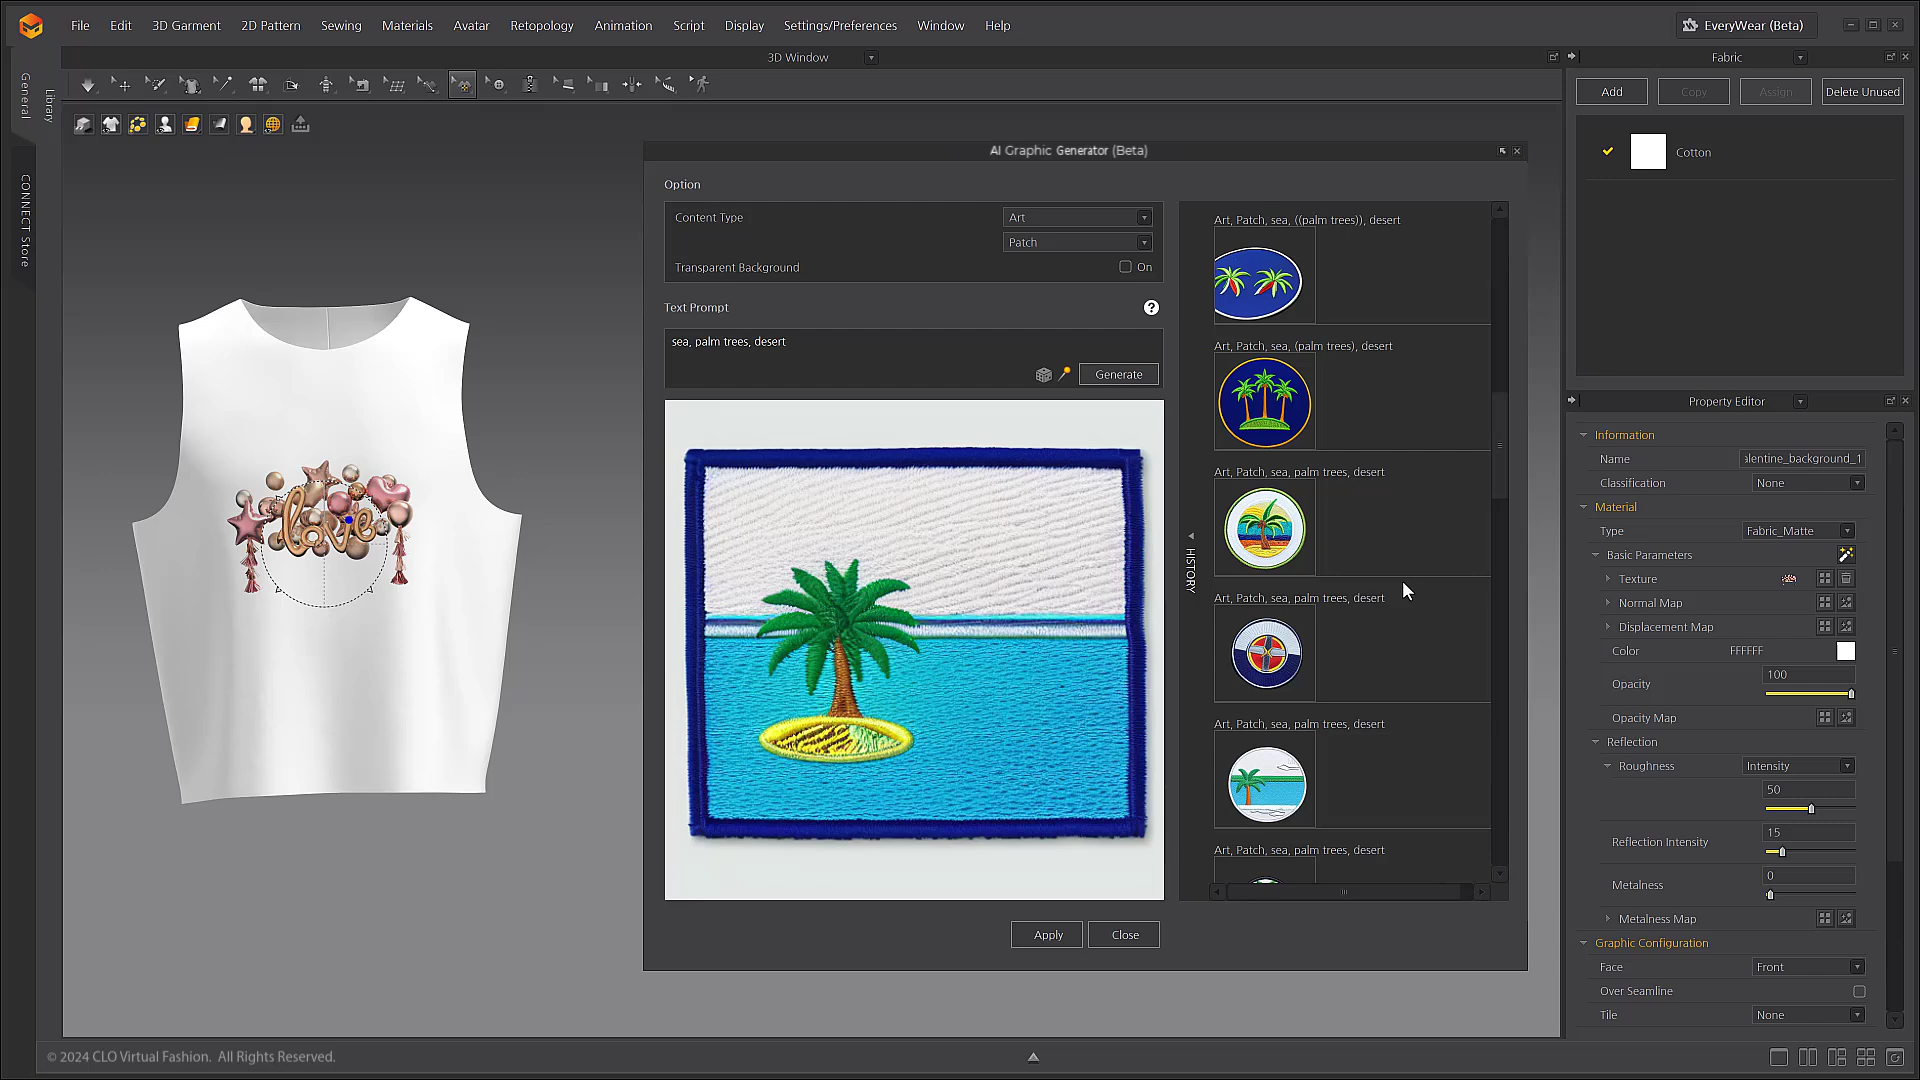 File Edit 3D Garment 2D Pattern Sewing Materials Avatar Retopology Animation Script Display Settings/Preferences Window Help
EveryWear (Beta)
3D Window
Fabric
General
Library
CONNECT Store
Add Copy Assign Delete Unused
Cotton
AI Graphic Generator (Beta)
Option
Content Type Art
Patch
Transparent Background On
Text Prompt
?
sea, palm trees, desert
Generate
love
HISTORY
Art, Patch, sea, ((palm trees)), desert
Art, Patch, sea, (palm trees), desert
Art, Patch, sea, palm trees, desert
Art, Patch, sea, palm trees, desert
Art, Patch, sea, palm trees, desert
Art, Patch, sea, palm trees, desert
Apply Close
Property Editor
Information
Name alentine_background_1
Classification None
Material
Type Fabric_Matte
Basic Parameters
Texture
Normal Map
Displacement Map
Color FFFFFF
Opacity 100
Opacity Map
Reflection
Roughness Intensity
50
Reflection Intensity 15
Metalness 0
Metalness Map
Graphic Configuration
Face Front
Over Seamline
Tile None
© 2024 CLO Virtual Fashion. All Rights Reserved.